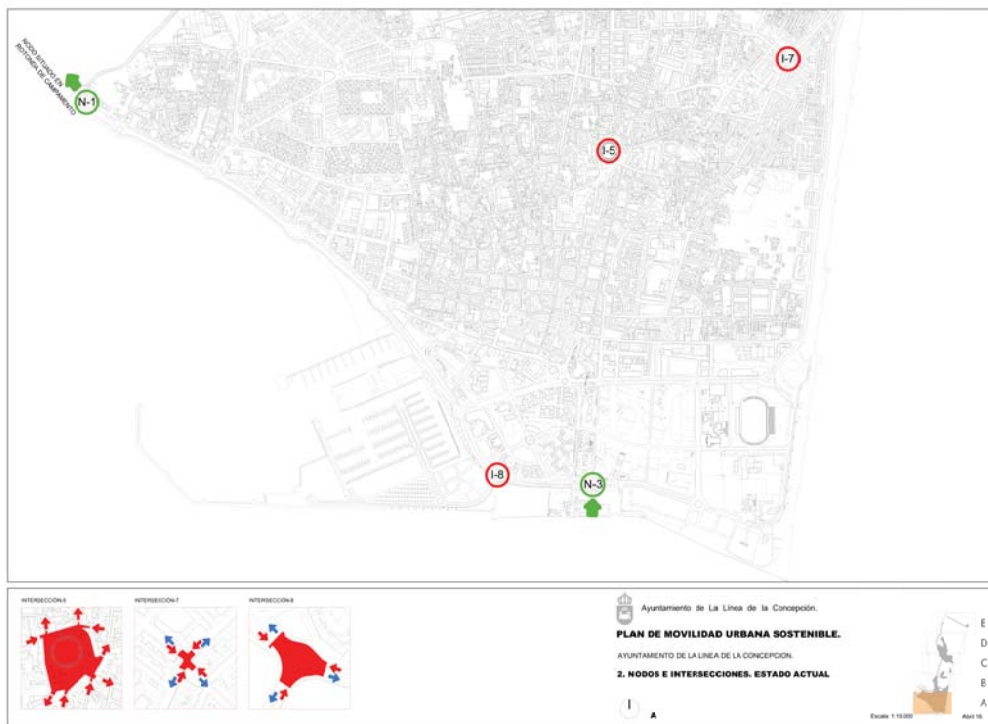 NODO SITUADO EN
ROTONDA DE CAMPAMENTO
N-1
I-7
I-5
I-8
N-3
INTERSECCIÓN-5
INTERSECCIÓN-7
INTERSECCIÓN-8
Ayuntamiento de La Línea de la Concepción.
PLAN DE MOVILIDAD URBANA SOSTENIBLE.
AYUNTAMIENTO DE LA LINEA DE LA CONCEPCION.
2. NODOS E INTERSECCIONES. ESTADO ACTUAL
A
E
D
C
B
A
Escala: 1:10.000
Abril 16.